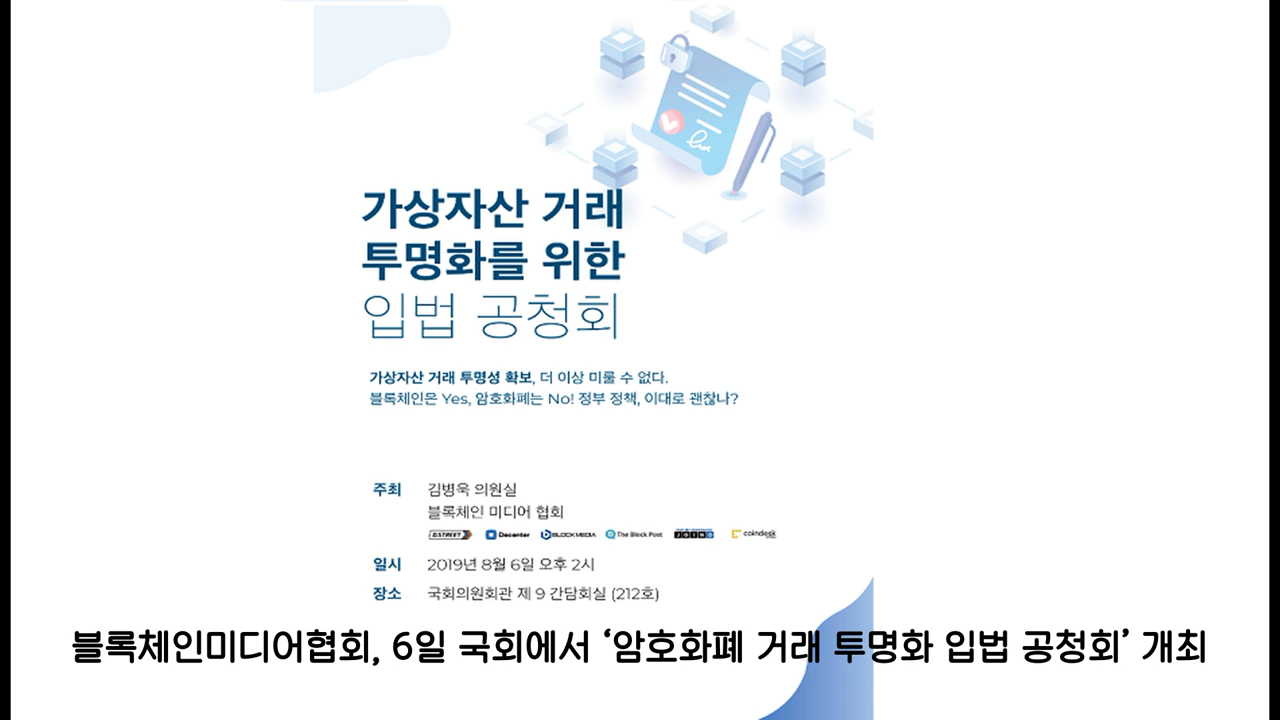 가상자산 거래
투명화를 위한
입법 공청회
가상자산 거래 투명성 확보, 더 이상 미룰 수 없다.
블록체인은 Yes, 암호화폐는 No! 정부 정책, 이대로 괜찮나?
주최 김병욱 의원실
블록체인 미디어 협회
D.STREET Decenter BLOCKMEDIA The Block Post JOIND coindesk
일시 2019년 8월 6일 오후 2시
장소 국회의원회관 제 9 간담회실 (212호)
블록체인미디어협회, 6일 국회에서 ‘암호화폐 거래 투명화 입법 공청회’ 개최